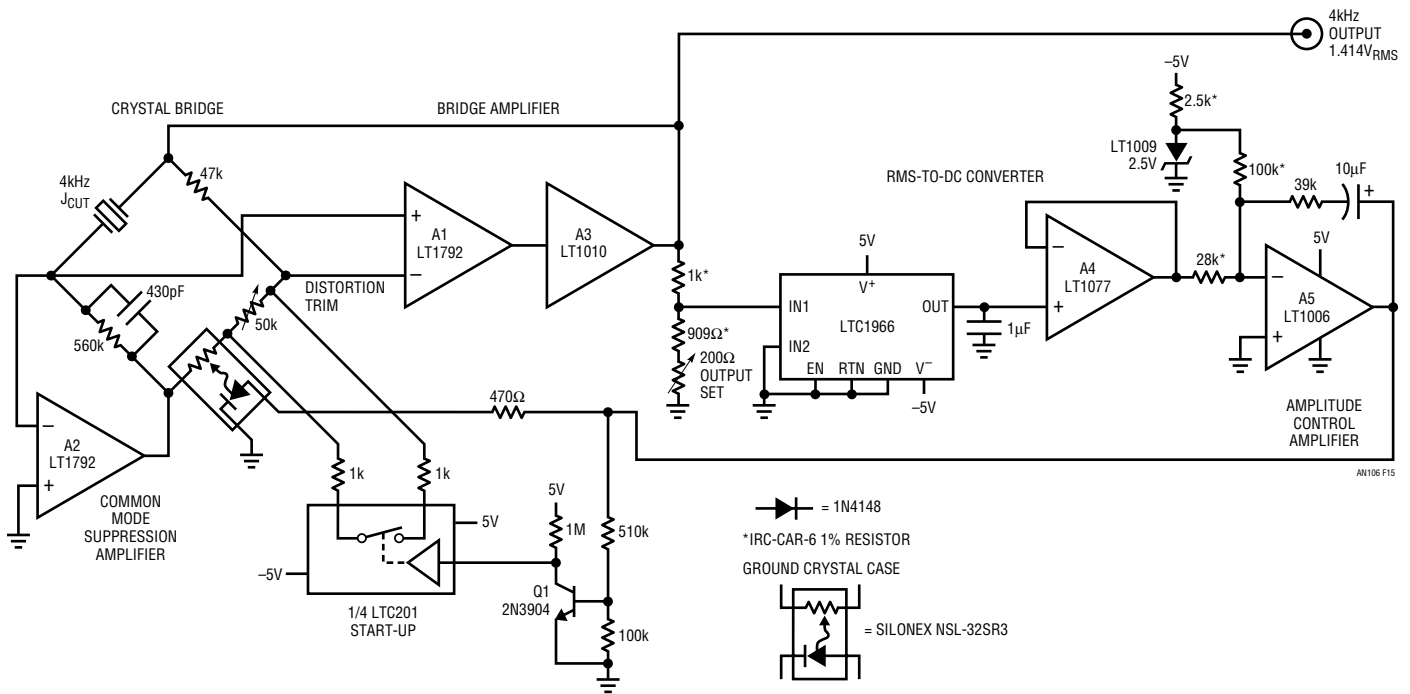 4kHz
OUTPUT
1.414VRMS
–5V
2.5k*
CRYSTAL BRIDGE
BRIDGE AMPLIFIER
LT1009
2.5V
100k*
39k
10µF
+
47k
4kHz
JCUT
RMS-TO-DC CONVERTER
+
A1
LT1792
–
A3
LT1010
5V
5V
–
A4
LT1077
+
28k*
–
A5
LT1006
+
DISTORTION
TRIM
1k*
V+
IN1
OUT
LTC1966
IN2
EN
RTN
GND
V–
–5V
1µF
430pF
50k
560k
909Ω*
200Ω
OUTPUT
SET
470Ω
AMPLITUDE
CONTROL
AMPLIFIER
–
A2
LT1792
+
AN106 F15
COMMON
MODE
SUPPRESSION
AMPLIFIER
1k
1k
5V
–5V
5V
1M
510k
Q1
2N3904
100k
1/4 LTC201
START-UP
= 1N4148
*IRC-CAR-6 1% RESISTOR
GROUND CRYSTAL CASE
= SILONEX NSL-32SR3